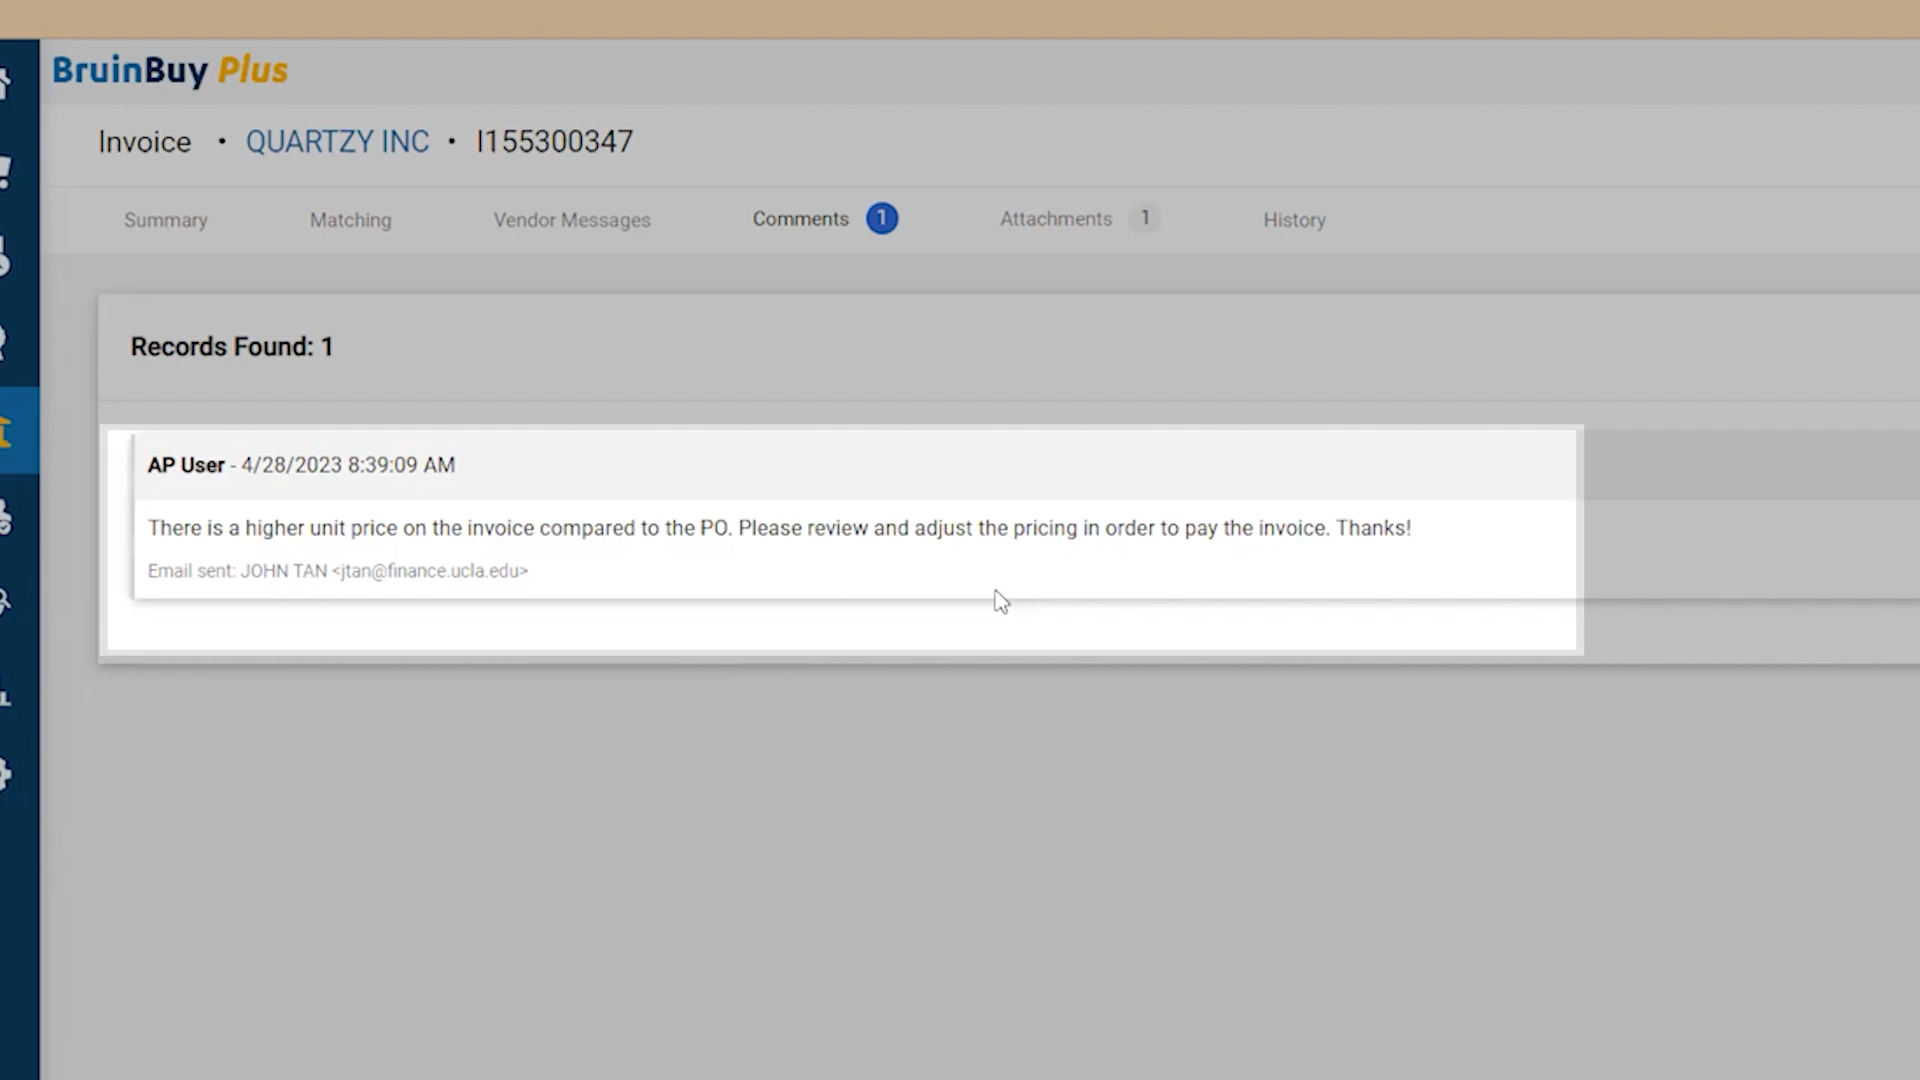 BruinBuy Plus
Invoice • QUARTZY INC • I155300347
Summary Matching Vendor Messages Comments 1 Attachments 1 History
Records Found: 1
AP User - 4/28/2023 8:39:09 AM
There is a higher unit price on the invoice compared to the PO. Please review and adjust the pricing in order to pay the invoice. Thanks!
Email sent: JOHN TAN <jtan@finance.ucla.edu>